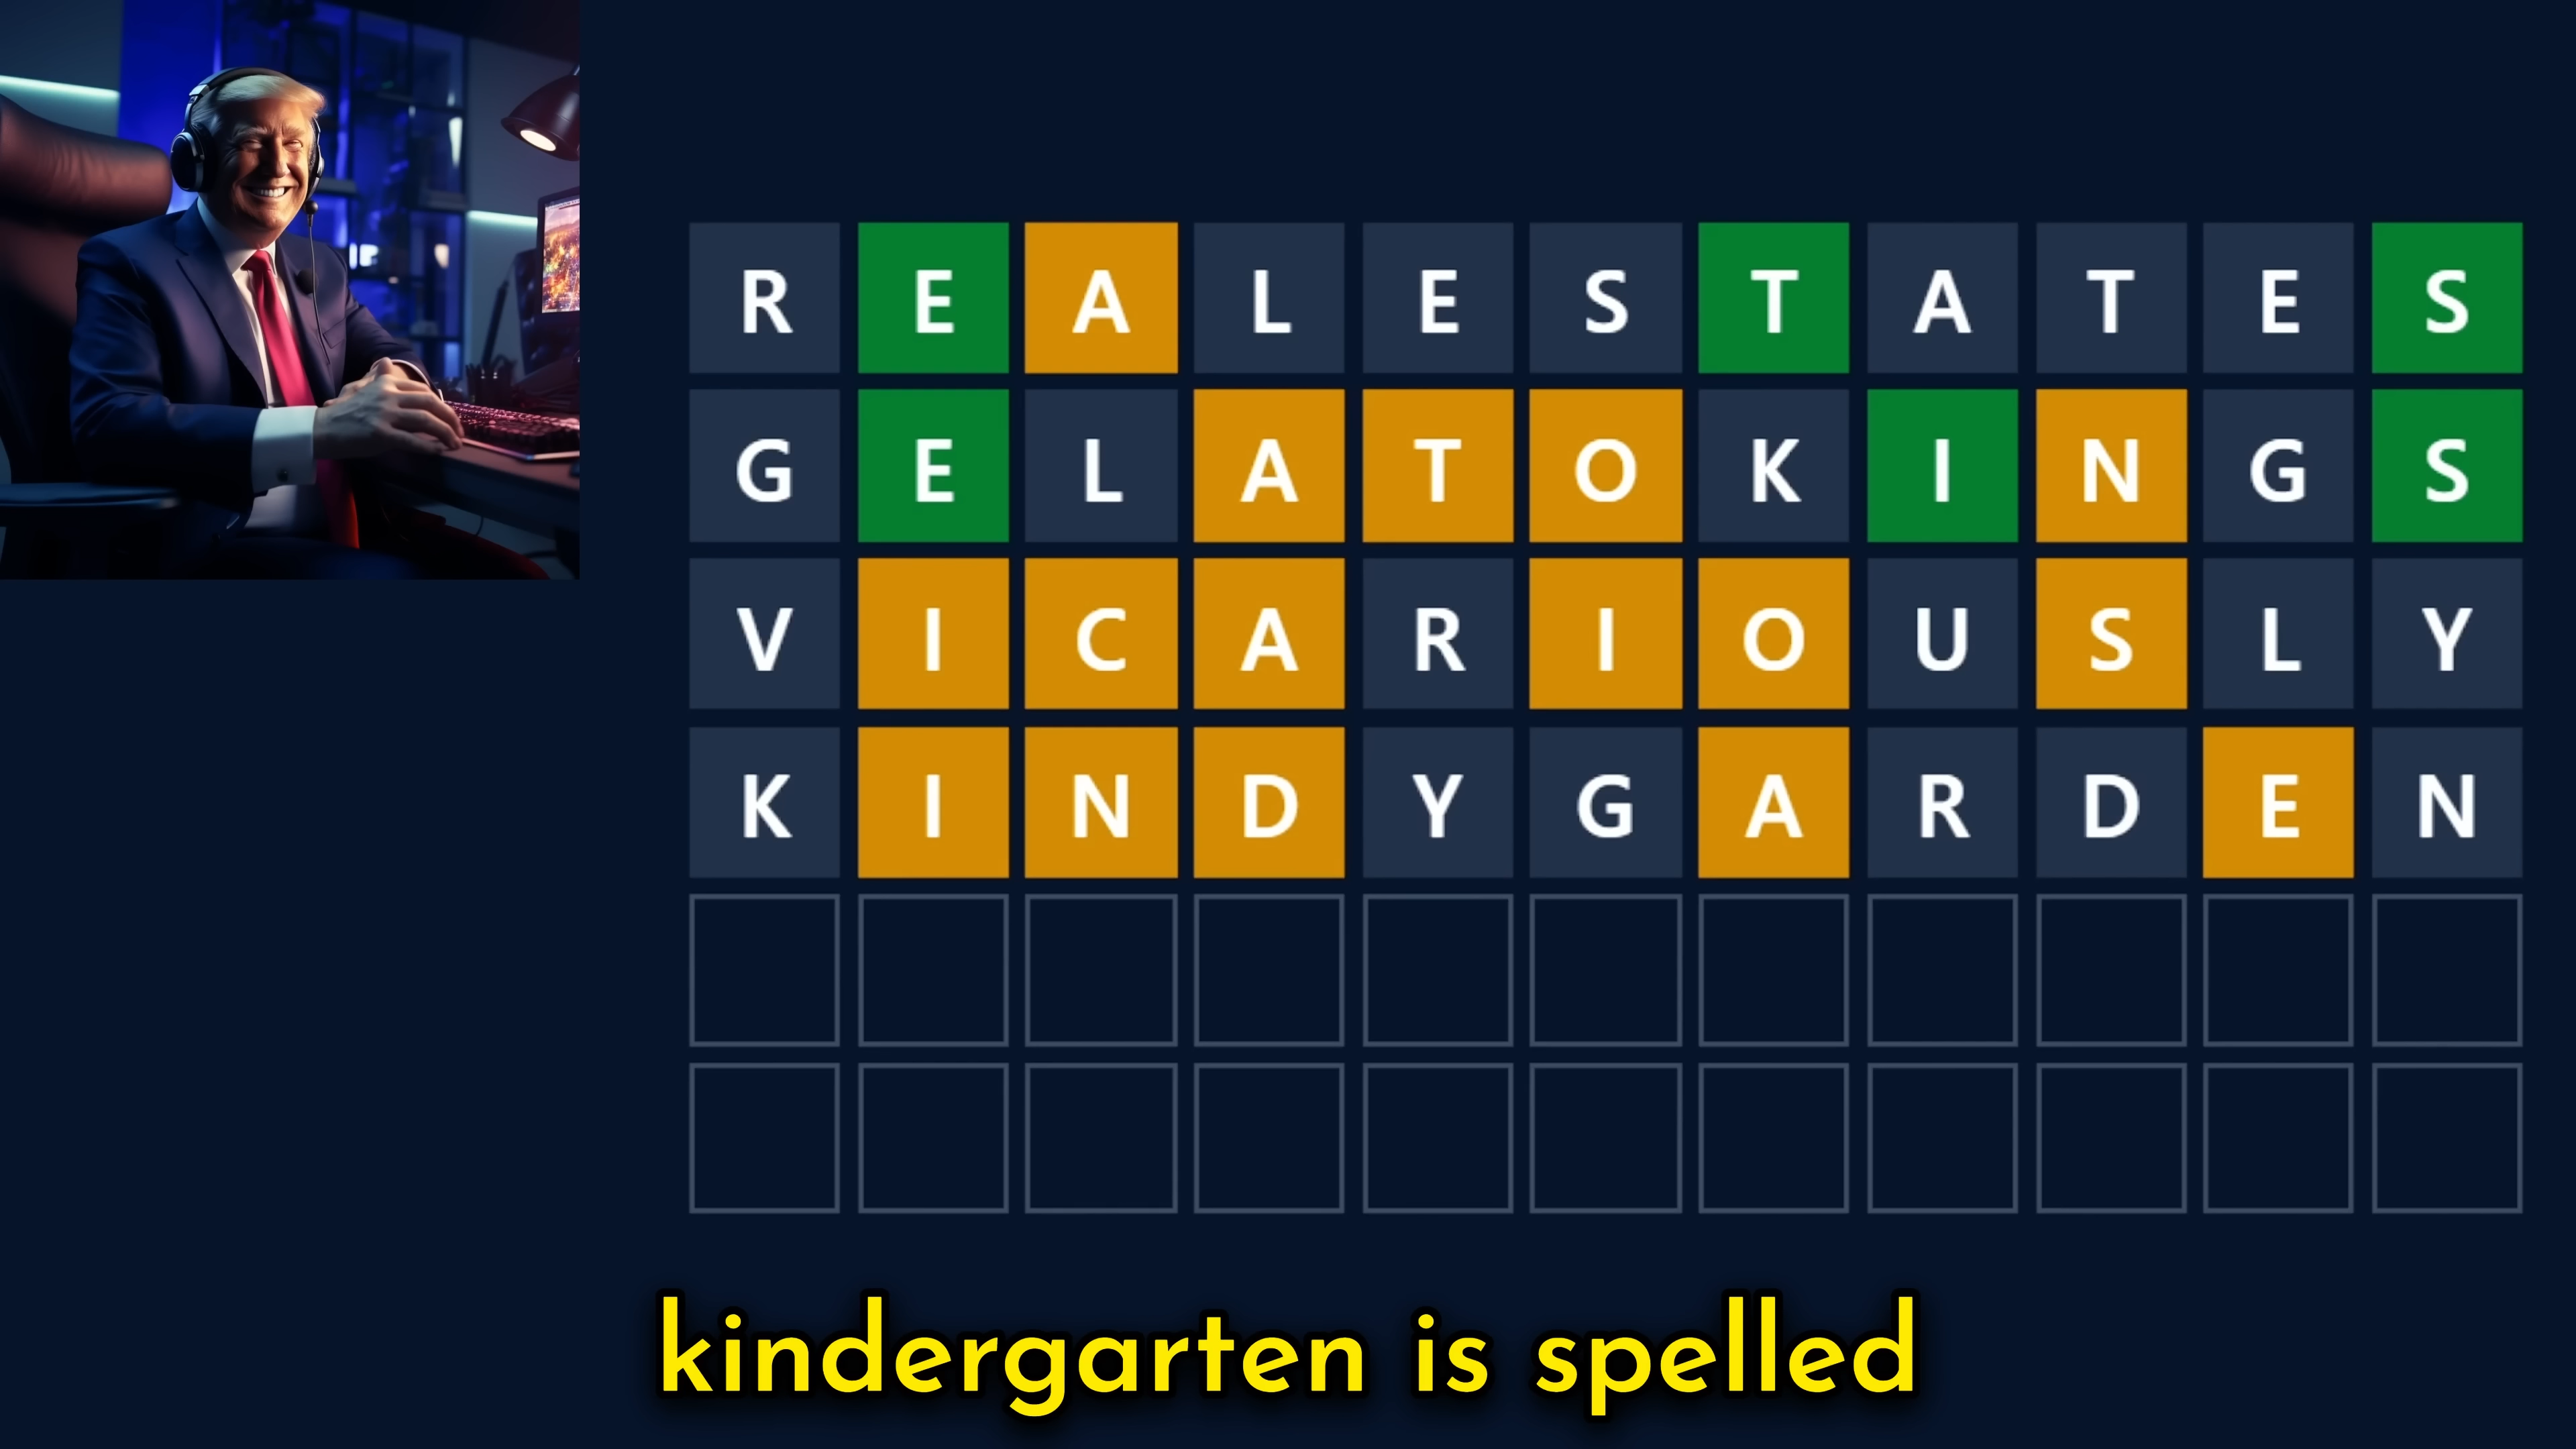 REALESTATES
GELATOKINGS
VICARIOUSLY
KINDYGARDEN
kindergarten is spelled